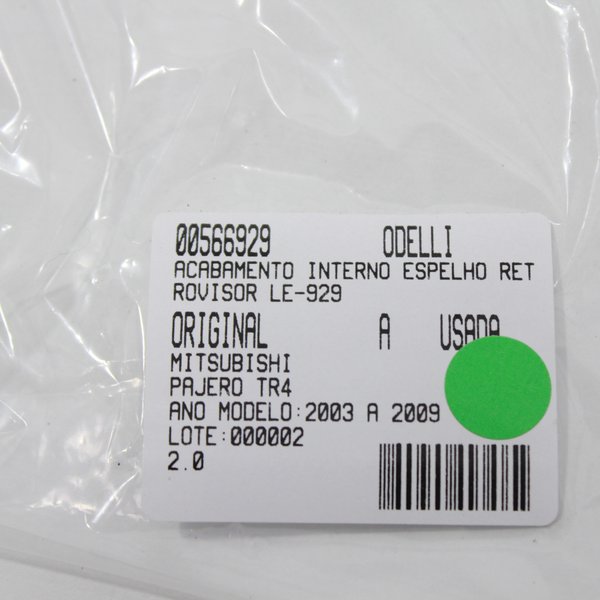 00566929 ODELLI
ACABAMENTO INTERNO ESPELHO RET
ROVISOR LE-929
ORIGINAL A USADA
MITSUBISHI
PAJERO TR4
ANO MODELO:2003 A 2009
LOTE:000002
2.0